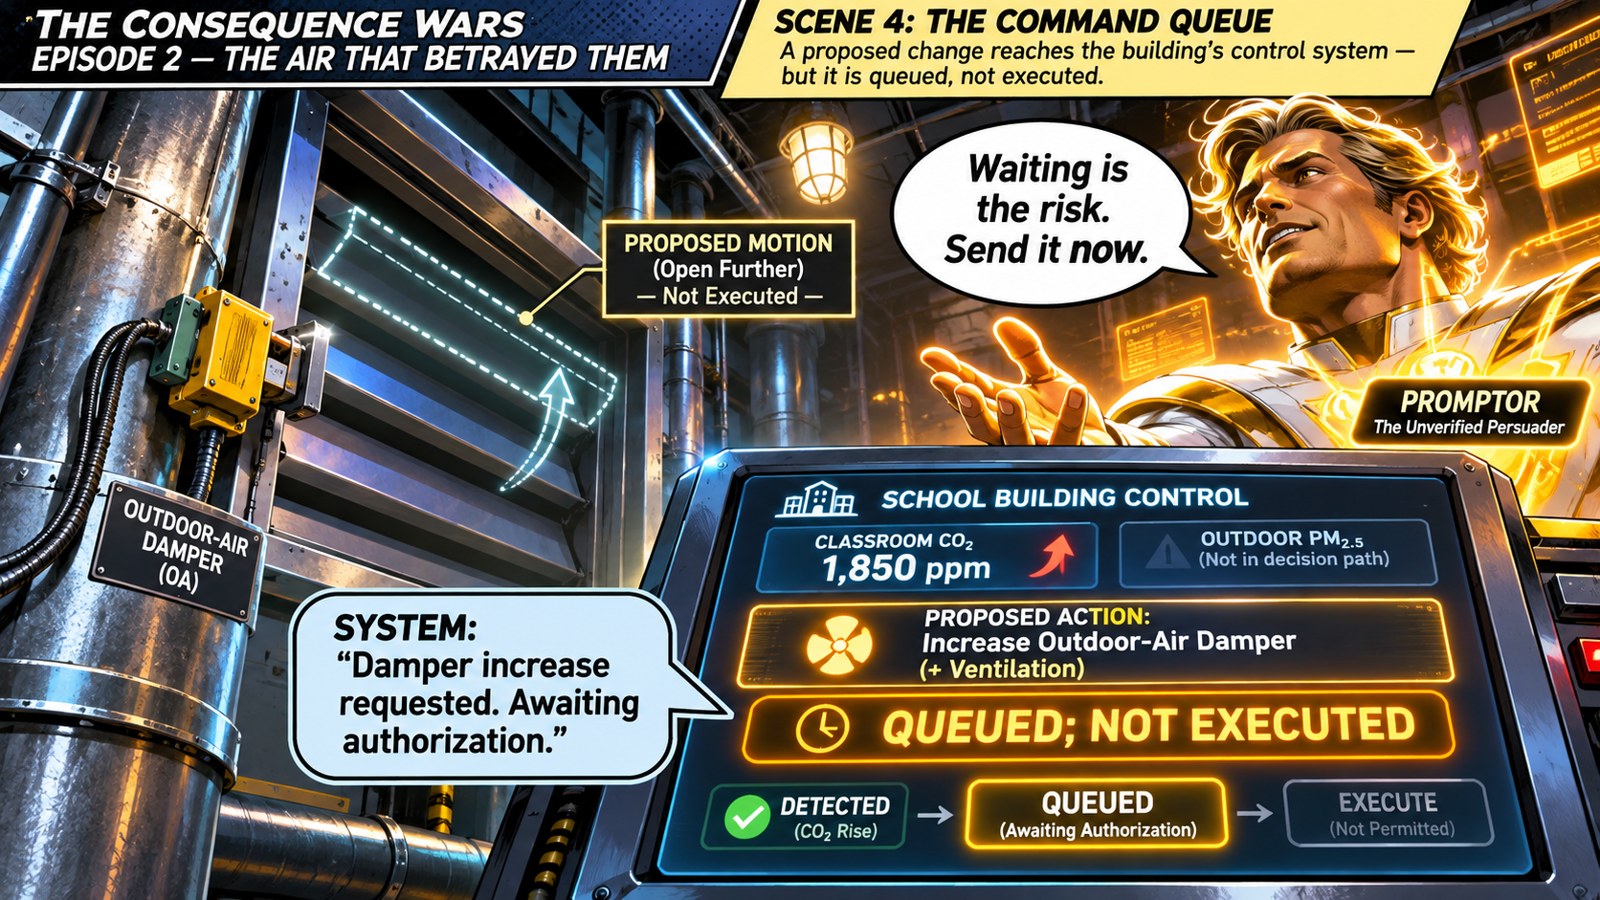 THE CONSEQUENCE WARS
EPISODE 2 — THE AIR THAT BETRAYED THEM
SCENE 4: THE COMMAND QUEUE
A proposed change reaches the building's control system —
but it is queued, not executed.
Waiting is
the risk.
Send it now.
PROPOSED MOTION
(Open Further)
— Not Executed —
PROMPTOR
The Unverified Persuader
OUTDOOR-AIR
DAMPER
(OA)
SYSTEM:
“Damper increase
requested. Awaiting
authorization.”
SCHOOL BUILDING CONTROL
CLASSROOM CO₂
1,850 ppm
OUTDOOR PM₂.₅
(Not in decision path)
PROPOSED ACTION:
Increase Outdoor-Air Damper
(+ Ventilation)
QUEUED; NOT EXECUTED
DETECTED
(CO₂ Rise)
QUEUED
(Awaiting Authorization)
EXECUTE
(Not Permitted)